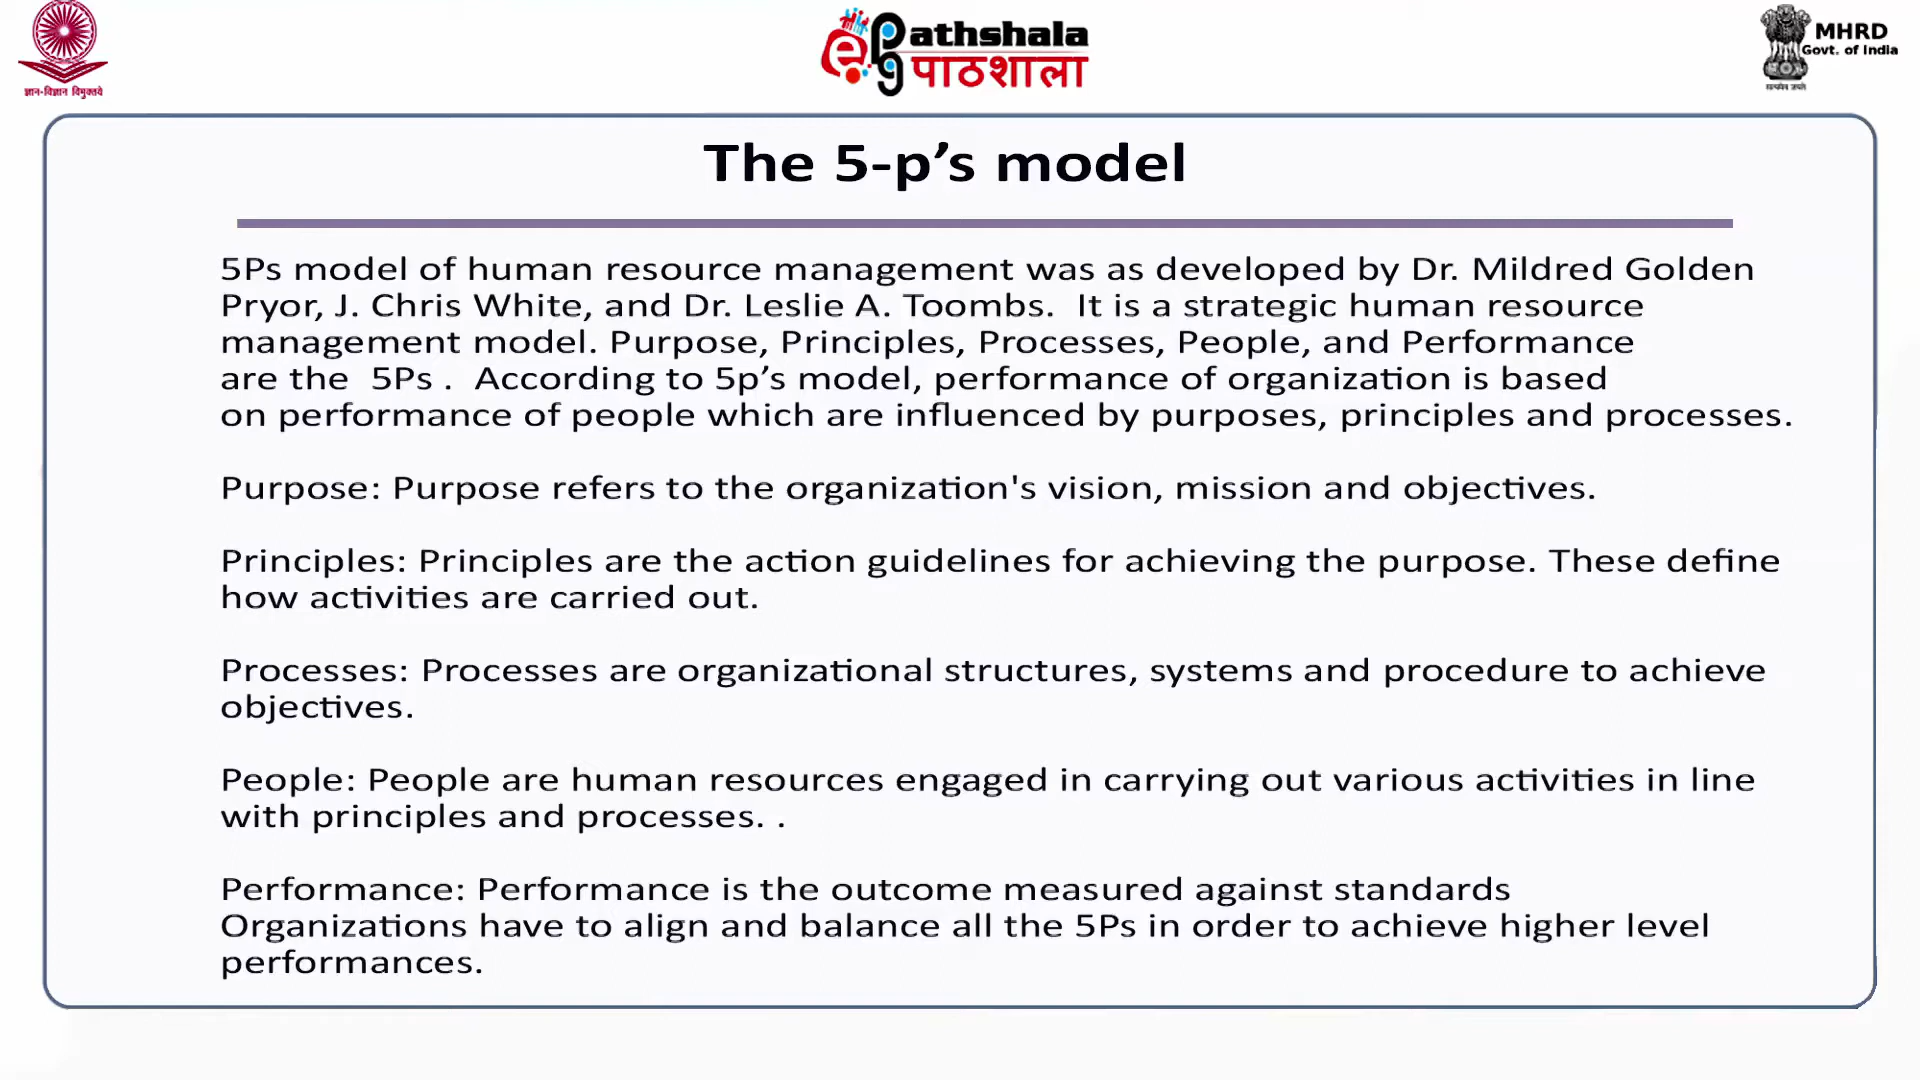 ज्ञान-विज्ञान विमुक्तये
ePathshala
पाठशाला
MHRD
Govt. of India
सत्यमेव जयते
The 5-p’s model
5Ps model of human resource management was as developed by Dr. Mildred Golden
Pryor, J. Chris White, and Dr. Leslie A. Toombs.  It is a strategic human resource
management model. Purpose, Principles, Processes, People, and Performance
are the  5Ps .  According to 5p’s model, performance of organization is based
on performance of people which are influenced by purposes, principles and processes.
Purpose: Purpose refers to the organization's vision, mission and objectives.
Principles: Principles are the action guidelines for achieving the purpose. These define
how activities are carried out.
Processes: Processes are organizational structures, systems and procedure to achieve
objectives.
People: People are human resources engaged in carrying out various activities in line
with principles and processes. .
Performance: Performance is the outcome measured against standards
Organizations have to align and balance all the 5Ps in order to achieve higher level
performances.